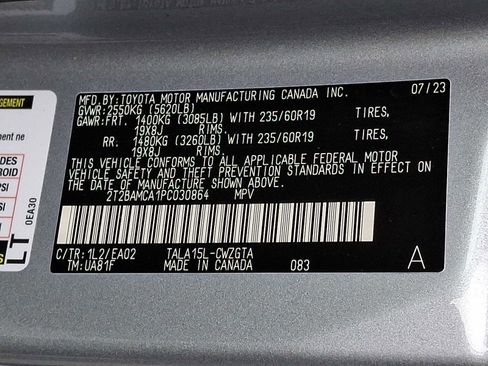 MFD. BY: TOYOTA MOTOR MANUFACTURING CANADA INC. 07/23
GVWR: 2550KG (5620LB)
GAWR: FRT. 1400KG (3085LB) WITH 235/60R19 TIRES,
19X8J RIMS.
RR. 1480KG (3260LB) WITH 235/60R19 TIRES,
19X8J RIMS.
THIS VEHICLE CONFORMS TO ALL APPLICABLE FEDERAL MOTOR
VEHICLE SAFETY AND THEFT PREVENTION STANDARDS IN EFFECT ON
THE DATE OF MANUFACTURE SHOWN ABOVE.
2T2BAMCA1PC030864 MPV
C/TR: 1L2/EA02 TALA15L-CWZGTA
TM: UA81F MADE IN CANADA 083 A
0EA30
LT